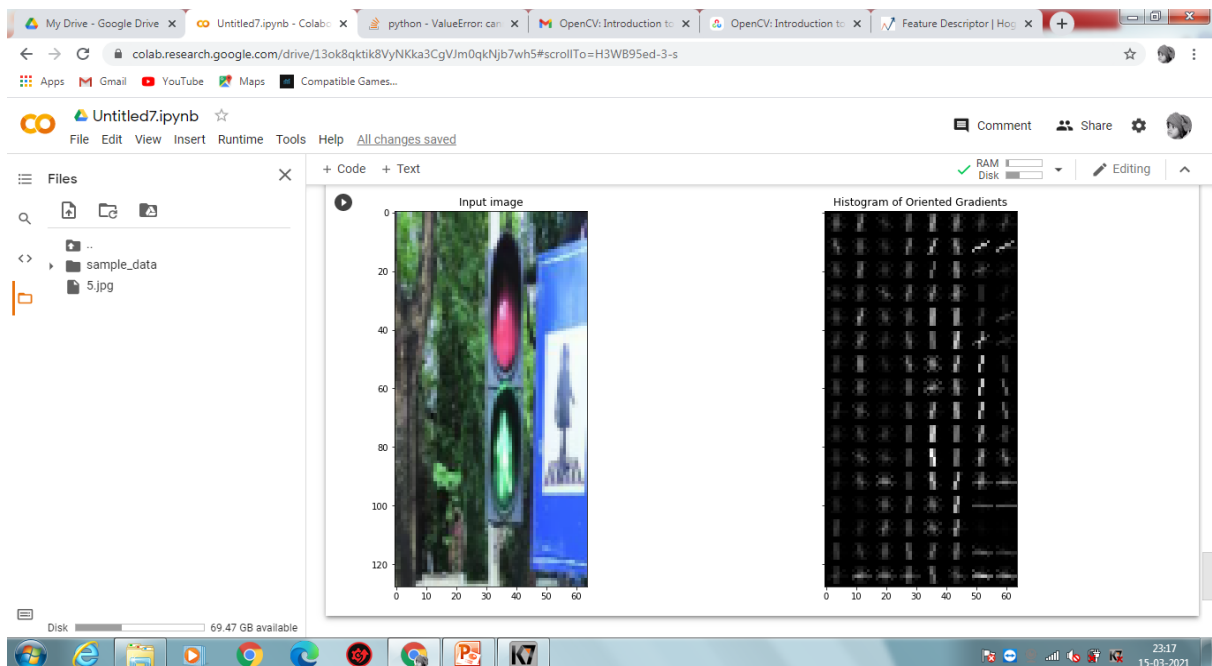 My Drive - Google Drive
Untitled7.ipynb - Colabo
python - ValueError: can
OpenCV: Introduction to
OpenCV: Introduction to
Feature Descriptor | Hog
colab.research.google.com/drive/13ok8qktik8VyNKka3CgVJm0qkNjb7wh5#scrollTo=H3WB95ed-3-s
Apps Gmail YouTube Maps Compatible Games...
CO Untitled7.ipynb
File Edit View Insert Runtime Tools Help All changes saved
Comment Share
Files
+ Code + Text
RAM
Disk
Editing
..
sample_data
5.jpg
Input image
0
20
40
60
80
100
120
0 10 20 30 40 50 60
Histogram of Oriented Gradients
0 10 20 30 40 50 60
Disk 69.47 GB available
K7
23:17
15-03-2021